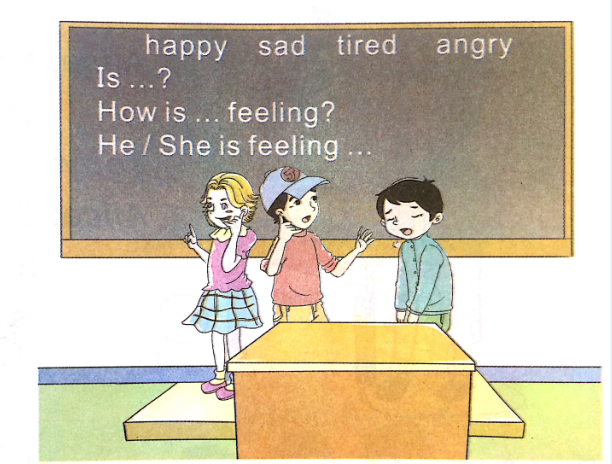 happy sad tired angry
Is ...?
How is ... feeling?
He / She is feeling ...